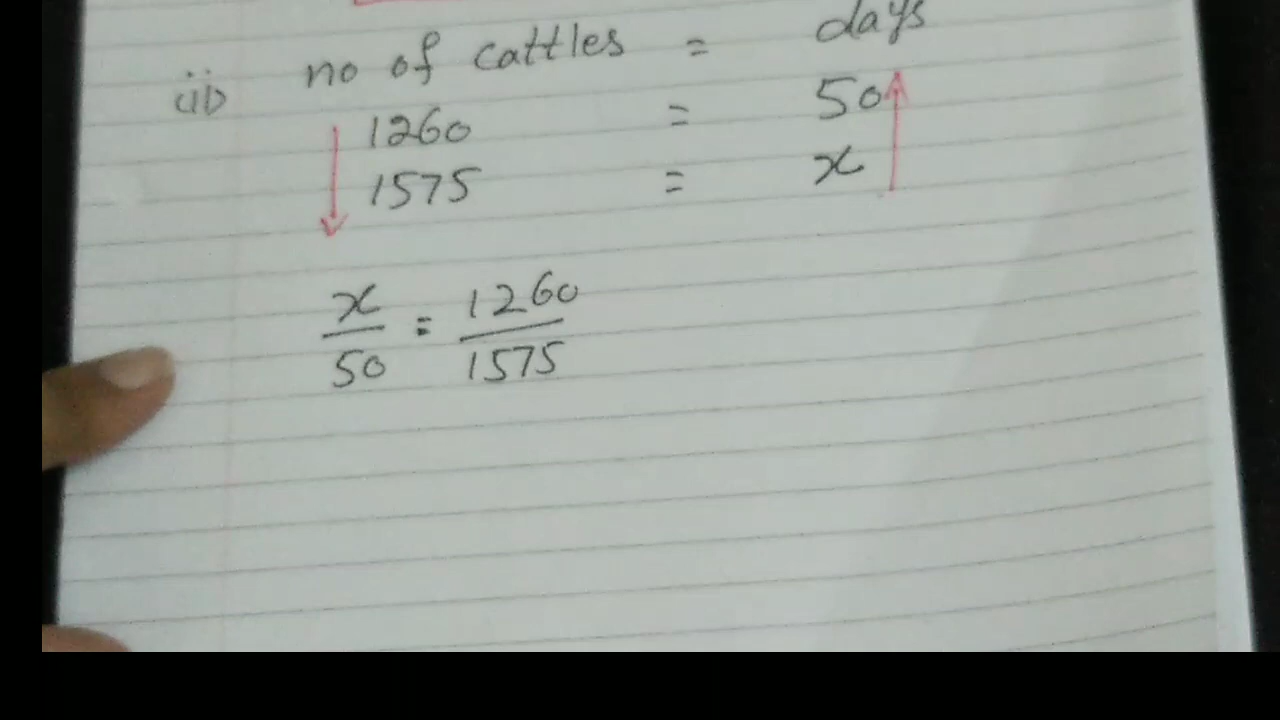 (ii) no of cattles = days
1260 = 50
1575 = x
x/50 = 1260/1575